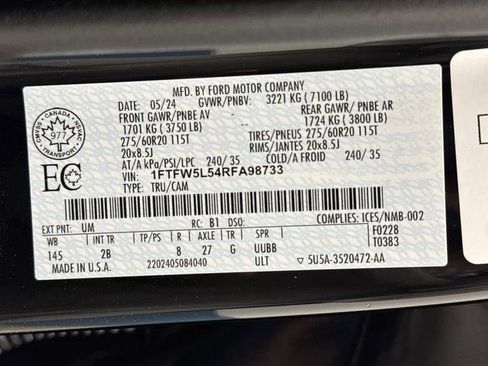 MFD. BY FORD MOTOR COMPANY
DATE: 05/24 GVWR/PNBV: 3221 KG ( 7100 LB)
FRONT GAWR/PNBE AV REAR GAWR /PNBE AR
1701 KG ( 3750 LB) 1724 KG ( 3800 LB)
275/60R20 115T TIRES/PNEUS 275/60R20 115T
20x8.5J RIMS/JANTES 20x8.5J
AT/A kPa/PSI/LPC 240/ 35 COLD/A FROID 240/ 35
VIN: 1FTFW5L54RFA98733
TYPE: TRU/CAM
CANADA
977
EC
EXT PNT: UM RC: B1 DSO: COMPLIES: ICES/NMB-002
WB INT TR TP/PS R AXLE TR SPR F0228
145 2B 8 27 G UUBB T0383
MADE IN U.S.A. 2202405084040 ULT ▽ 5U5A-3520472-AA